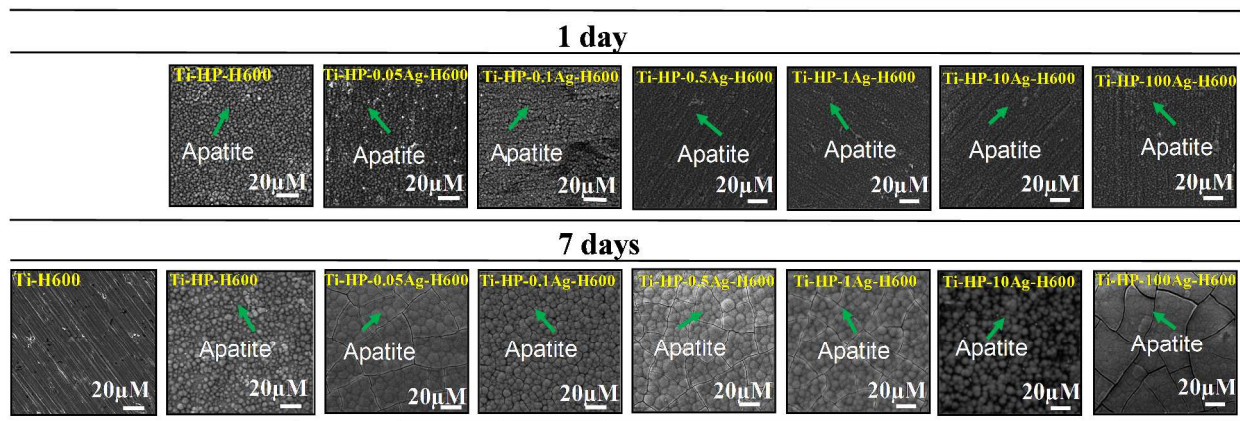 1 day
Ti-HP-H600 Ti-HP-0.05Ag-H600 Ti-HP-0.1Ag-H600 Ti-HP-0.5Ag-H600 Ti-HP-1Ag-H600 Ti-HP-10Ag-H600 Ti-HP-100Ag-H600
Apatite Apatite Apatite Apatite Apatite Apatite Apatite
20µM 20µM 20µM 20µM 20µM 20µM 20µM
7 days
Ti-H600 Ti-HP-H600 Ti-HP-0.05Ag-H600 Ti-HP-0.1Ag-H600 Ti-HP-0.5Ag-H600 Ti-HP-1Ag-H600 Ti-HP-10Ag-H600 Ti-HP-100Ag-H600
Apatite Apatite Apatite Apatite Apatite Apatite Apatite
20µM 20µM 20µM 20µM 20µM 20µM 20µM 20µM